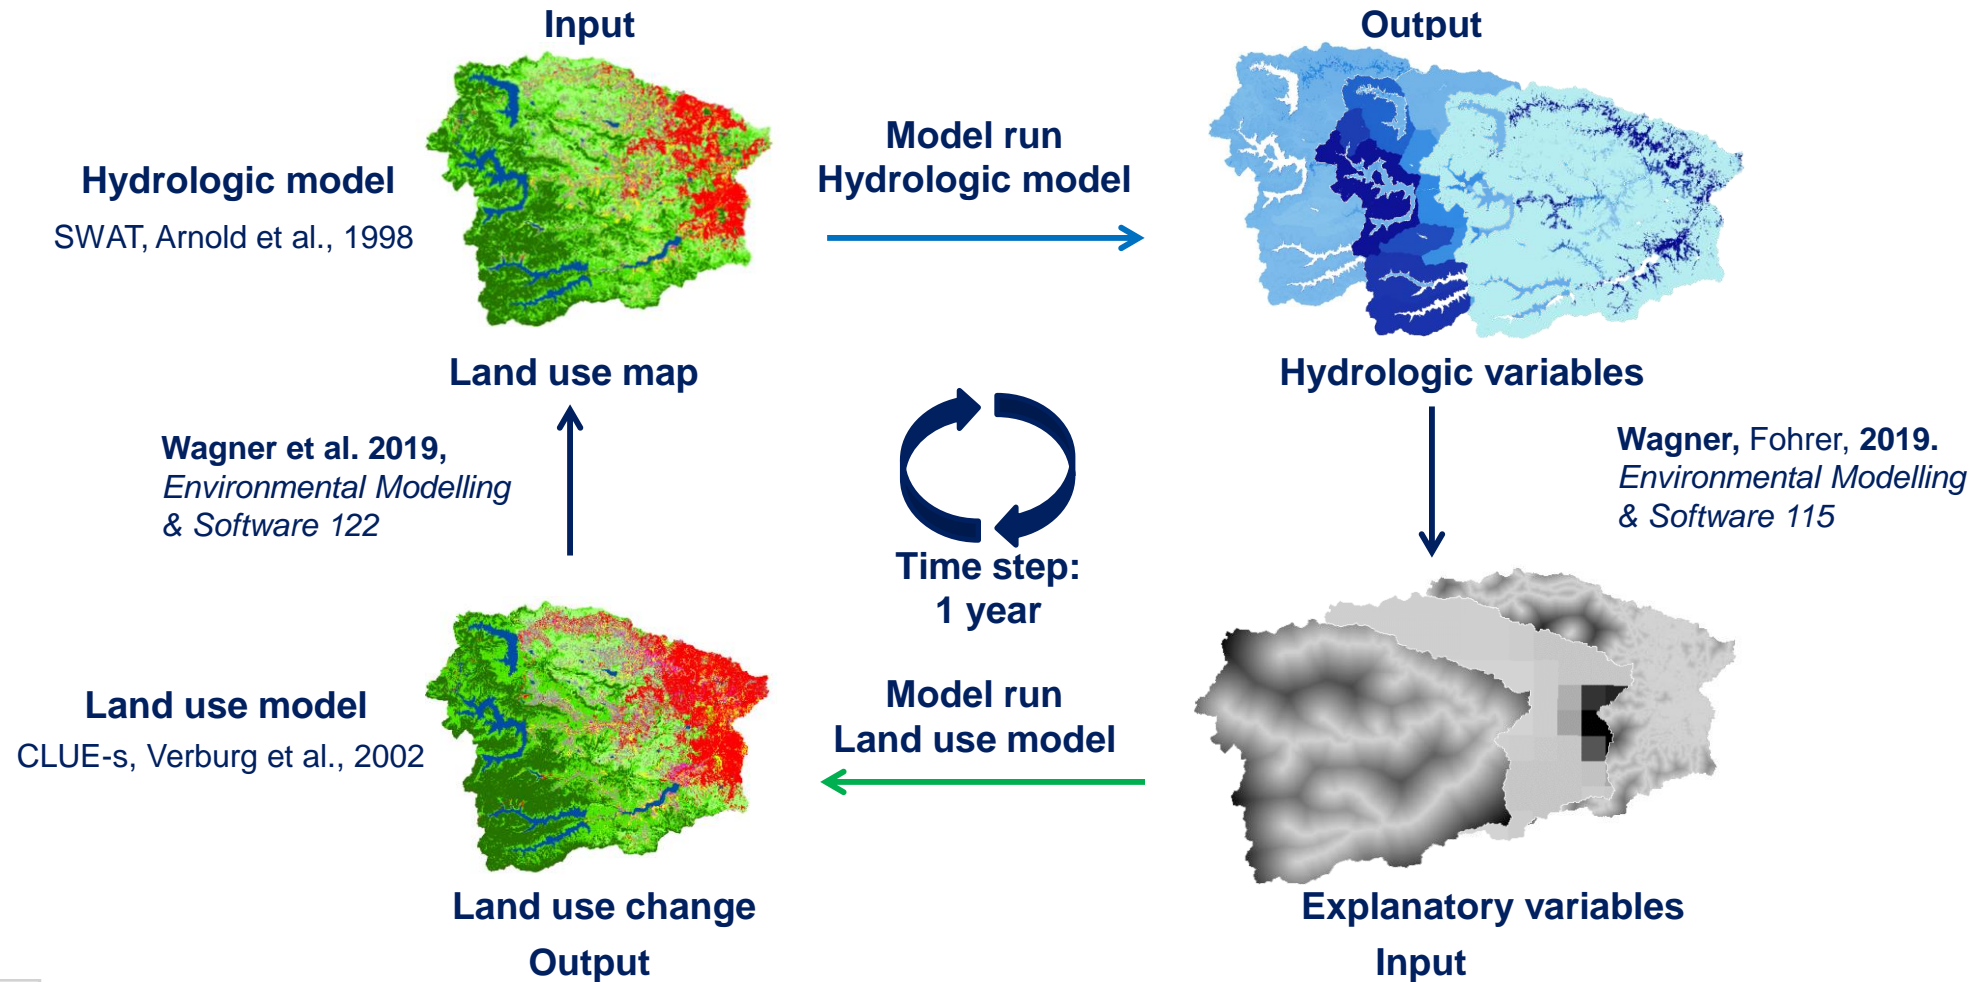 Input
Output
Hydrologic model
SWAT, Arnold et al., 1998
Model run
Hydrologic model
Land use map
Hydrologic variables
Wagner et al. 2019,
Environmental Modelling
& Software 122
Wagner, Fohrer, 2019.
Environmental Modelling
& Software 115
Time step:
1 year
Land use model
CLUE-s, Verburg et al., 2002
Model run
Land use model
Land use change
Explanatory variables
Output
Input